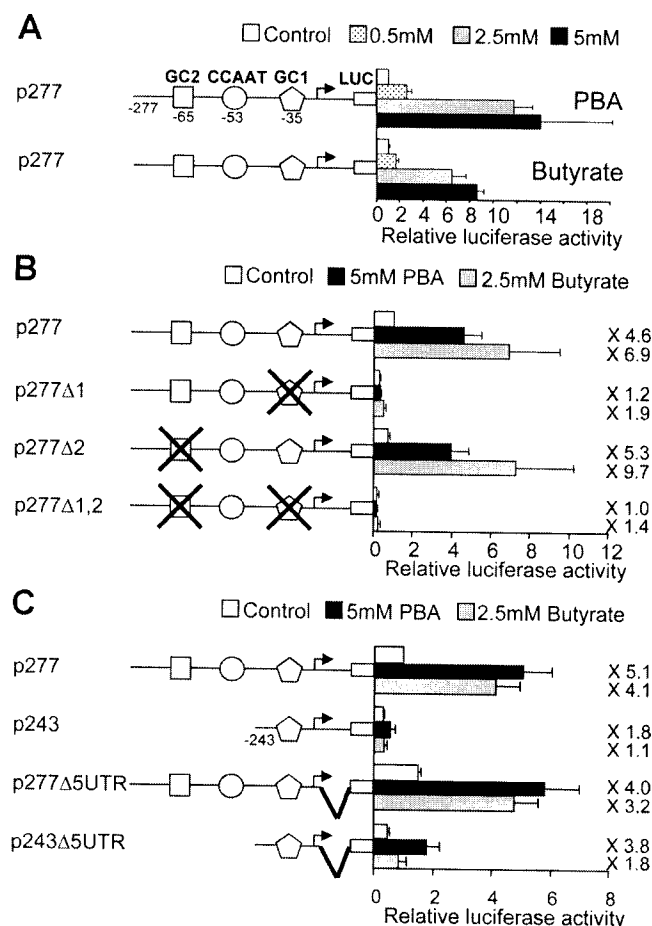 A
Control 0.5mM 2.5mM 5mM
GC2 CCAAT GC1 LUC
p277
-277 -65 -53 -35
PBA
p277
Butyrate
0 2 4 6 8 10 14 18
Relative luciferase activity
B
Control 5mM PBA 2.5mM Butyrate
p277
X 4.6
X 6.9
p277Δ1
X 1.2
X 1.9
p277Δ2
X 5.3
X 9.7
p277Δ1,2
X 1.0
X 1.4
0 2 4 6 8 10 12
Relative luciferase activity
C
Control 5mM PBA 2.5mM Butyrate
p277
X 5.1
X 4.1
p243
-243
X 1.8
X 1.1
p277Δ5UTR
X 4.0
X 3.2
p243Δ5UTR
X 3.8
X 1.8
0 2 4 6 8
Relative luciferase activity